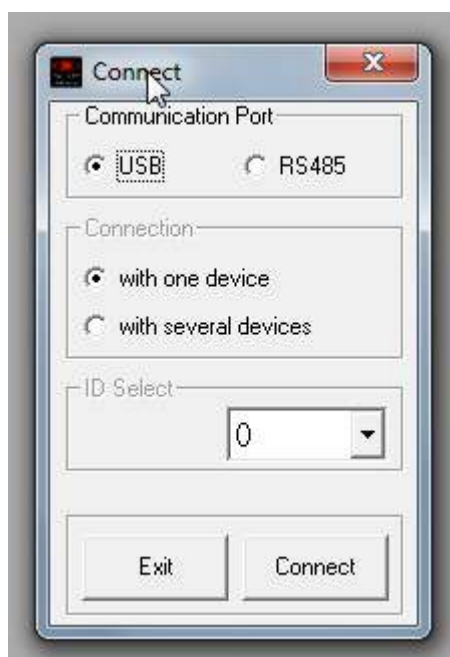 Connect
Communication Port
USB RS485
Connection
with one device
with several devices
ID Select
0
Exit Connect